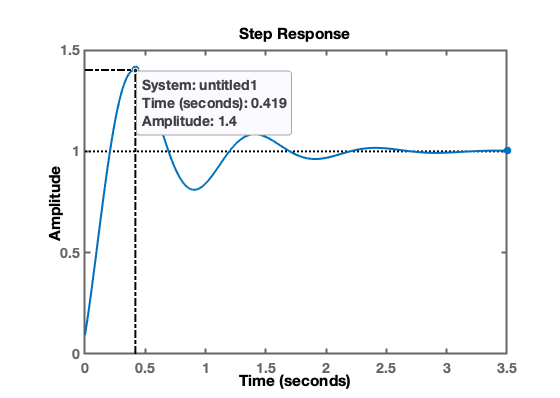 Step Response
1.5
System: untitled1
Time (seconds): 0.419
Amplitude: 1.4
1
Amplitude
0.5
0
0 0.5 1 1.5 2 2.5 3 3.5
Time (seconds)